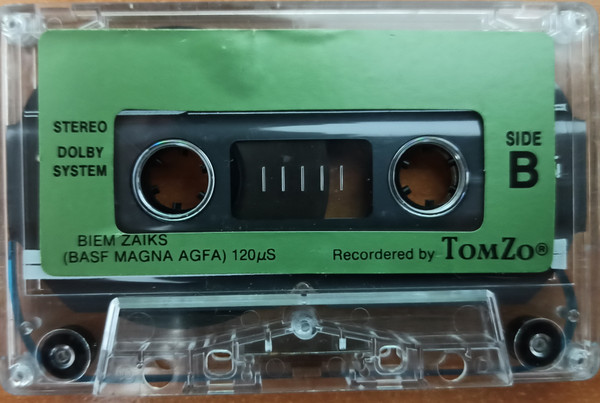 STEREO
DOLBY
SYSTEM
SIDE
B
BIEM ZAIKS
(BASF MAGNA AGFA) 120µS
Recordered by TOMZO®